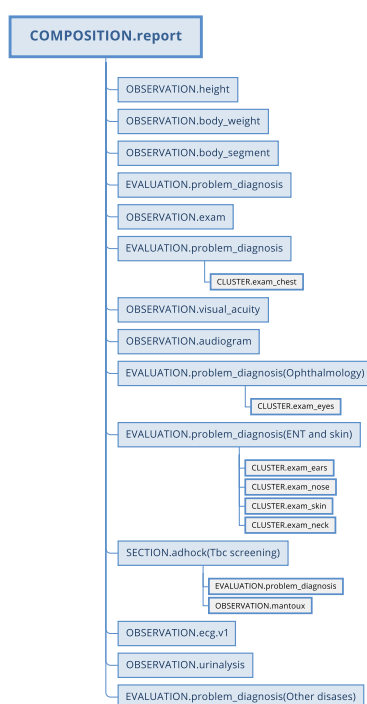 COMPOSITION.report
OBSERVATION.height
OBSERVATION.body_weight
OBSERVATION.body_segment
EVALUATION.problem_diagnosis
OBSERVATION.exam
EVALUATION.problem_diagnosis
CLUSTER.exam_chest
OBSERVATION.visual_acuity
OBSERVATION.audiogram
EVALUATION.problem_diagnosis(Ophthalmology)
CLUSTER.exam_eyes
EVALUATION.problem_diagnosis(ENT and skin)
CLUSTER.exam_ears
CLUSTER.exam_nose
CLUSTER.exam_skin
CLUSTER.exam_neck
SECTION.adhock(Tbc screening)
EVALUATION.problem_diagnosis
OBSERVATION.mantoux
OBSERVATION.ecg.v1
OBSERVATION.urinalysis
EVALUATION.problem_diagnosis(Other disases)